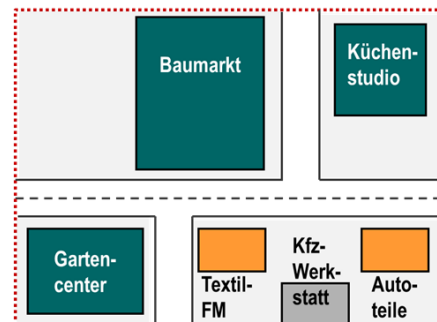 Baumarkt
Küchen-
studio
Garten-
center
Textil-
FM
Kfz-
Werk-
statt
Auto-
teile